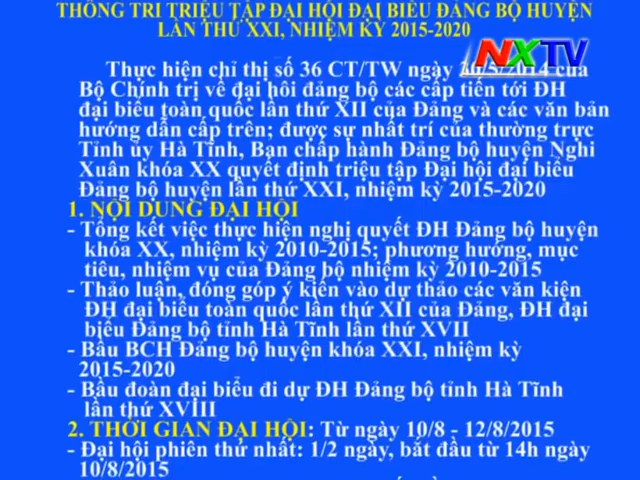 THÔNG TRI TRIỆU TẬP ĐẠI HỘI ĐẠI BIỂU ĐẢNG BỘ HUYỆN
LẦN THỨ XXI, NHIỆM KỲ 2015-2020
NXTV
Thực hiện chỉ thị số 36 CT/TW ngày 30/5/2014 của
Bộ Chính trị về đại hôi đảng bộ các cấp tiến tới ĐH
đại biểu toàn quốc lần thứ XII của Đảng và các văn bản
hướng dẫn cấp trên; được sự nhất trí của thường trực
Tỉnh ủy Hà Tĩnh, Ban chấp hành Đảng bộ huyện Nghi
Xuân khóa XX quyết định triệu tập Đại hội đại biểu
Đảng bộ huyện lần thứ XXI, nhiệm kỳ 2015-2020
1. NỘI DUNG ĐẠI HỘI
- Tổng kết việc thực hiện nghị quyết ĐH Đảng bộ huyện
khóa XX, nhiệm kỳ 2010-2015; phương hướng, mục
tiêu, nhiệm vụ của Đảng bộ nhiệm kỳ 2010-2015
- Thảo luận, đóng góp ý kiến vào dự thảo các văn kiện
ĐH đại biểu toàn quốc lần thứ XII của Đảng, ĐH đại
biểu Đảng bộ tỉnh Hà Tĩnh lần thứ XVII
- Bầu BCH Đảng bộ huyện khóa XXI, nhiệm kỳ
2015-2020
- Bầu đoàn đại biểu đi dự ĐH Đảng bộ tỉnh Hà Tĩnh
lần thứ XVIII
2. THỜI GIAN ĐẠI HỘI: Từ ngày 10/8 - 12/8/2015
- Đại hội phiên thứ nhất: 1/2 ngày, bắt đầu từ 14h ngày
10/8/2015